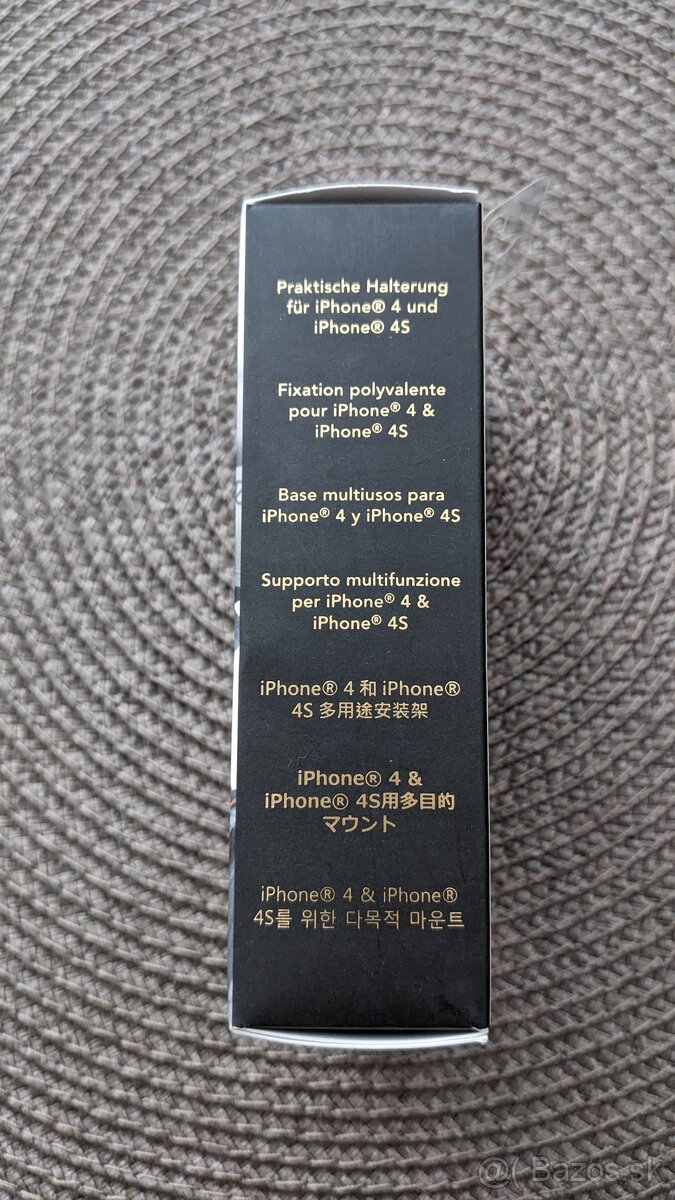 Praktische Halterung
für iPhone® 4 und
iPhone® 4S
Fixation polyvalente
pour iPhone® 4 &
iPhone® 4S
Base multiusos para
iPhone® 4 y iPhone® 4S
Supporto multifunzione
per iPhone® 4 &
iPhone® 4S
iPhone® 4 和 iPhone®
4S 多用途安装架
iPhone® 4 &
iPhone® 4S用多目的
マウント
iPhone® 4 & iPhone®
4S를 위한 다목적 마운트
@( Bazos.sk